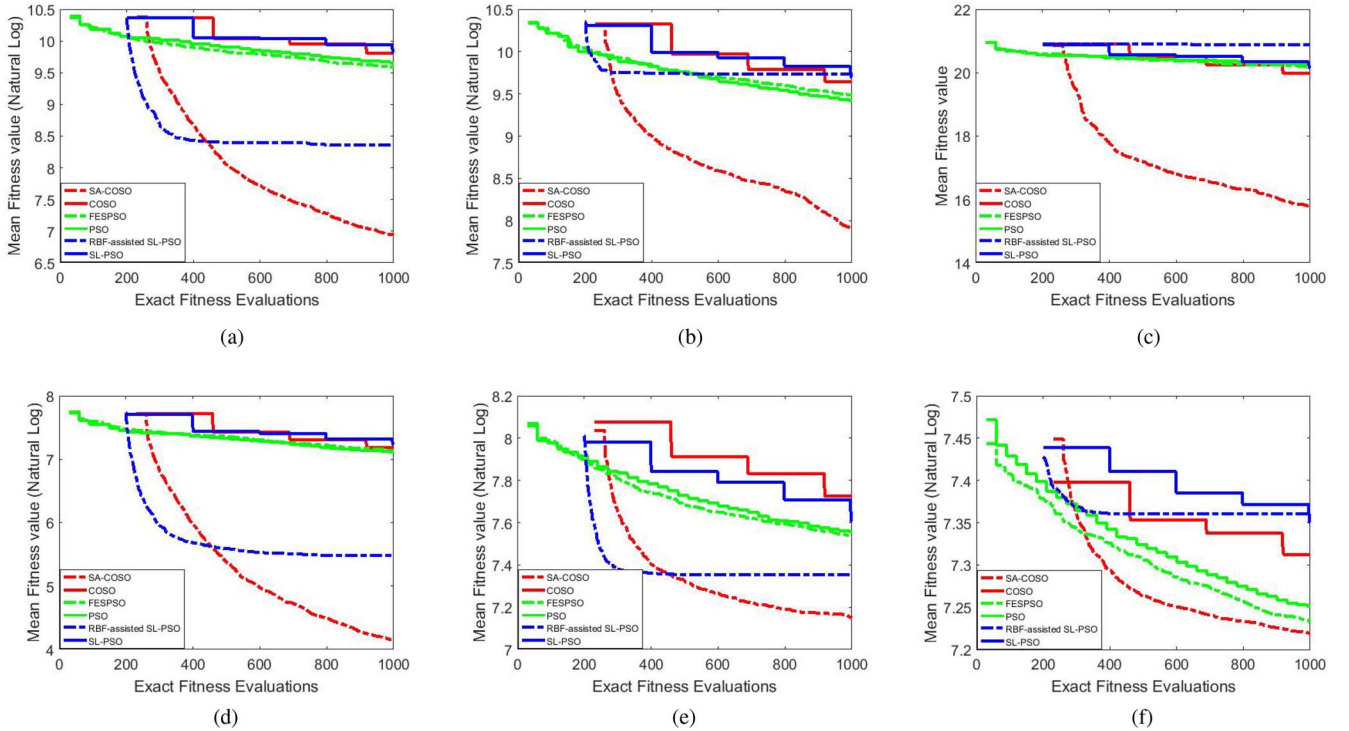 Mean Fitness value (Natural Log)
10.5
10
9.5
9
8.5
8
7.5
7
6.5
SA-COSO
COSO
FESPSO
PSO
RBF-assisted SL-PSO
SL-PSO
0 200 400 600 800 1000
Exact Fitness Evaluations
(a)
Mean Fitness value (Natural Log)
10.5
10
9.5
9
8.5
8
7.5
SA-COSO
COSO
FESPSO
PSO
RBF-assisted SL-PSO
SL-PSO
0 200 400 600 800 1000
Exact Fitness Evaluations
(b)
Mean Fitness value
22
20
18
16
14
SA-COSO
COSO
FESPSO
PSO
RBF-assisted SL-PSO
SL-PSO
0 200 400 600 800 1000
Exact Fitness Evaluations
(c)
Mean Fitness value (Natural Log)
8
7
6
5
4
SA-COSO
COSO
FESPSO
PSO
RBF-assisted SL-PSO
SL-PSO
0 200 400 600 800 1000
Exact Fitness Evaluations
(d)
Mean Fitness value (Natural Log)
8.2
8
7.8
7.6
7.4
7.2
7
SA-COSO
COSO
FESPSO
PSO
RBF-assisted SL-PSO
SL-PSO
0 200 400 600 800 1000
Exact Fitness Evaluations
(e)
Mean Fitness value (Natural Log)
7.5
7.45
7.4
7.35
7.3
7.25
7.2
SA-COSO
COSO
FESPSO
PSO
RBF-assisted SL-PSO
SL-PSO
0 200 400 600 800 1000
Exact Fitness Evaluations
(f)